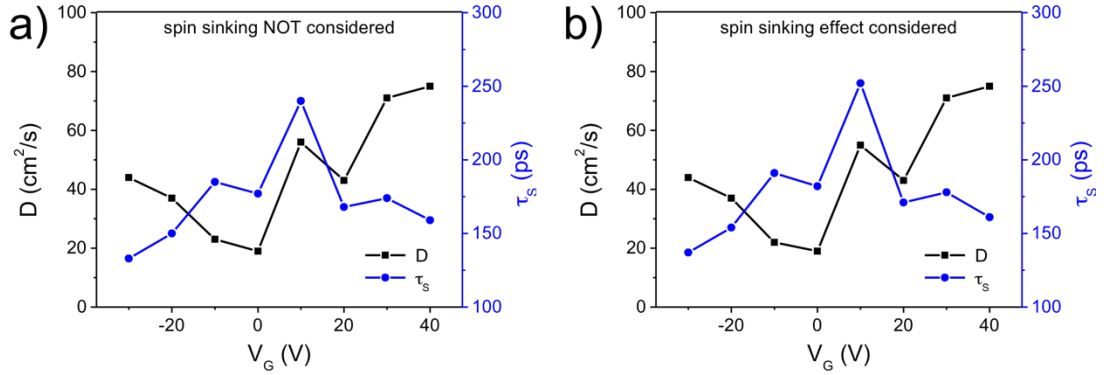 a)
spin sinking NOT considered
100
80
60
40
20
0
D (cm²/s)
300
250
200
150
100
τS (ps)
D
τS
-20 0 20 40
VG (V)
b)
spin sinking effect considered
100
80
60
40
20
0
D (cm²/s)
300
250
200
150
100
τS (ps)
D
τS
-20 0 20 40
VG (V)